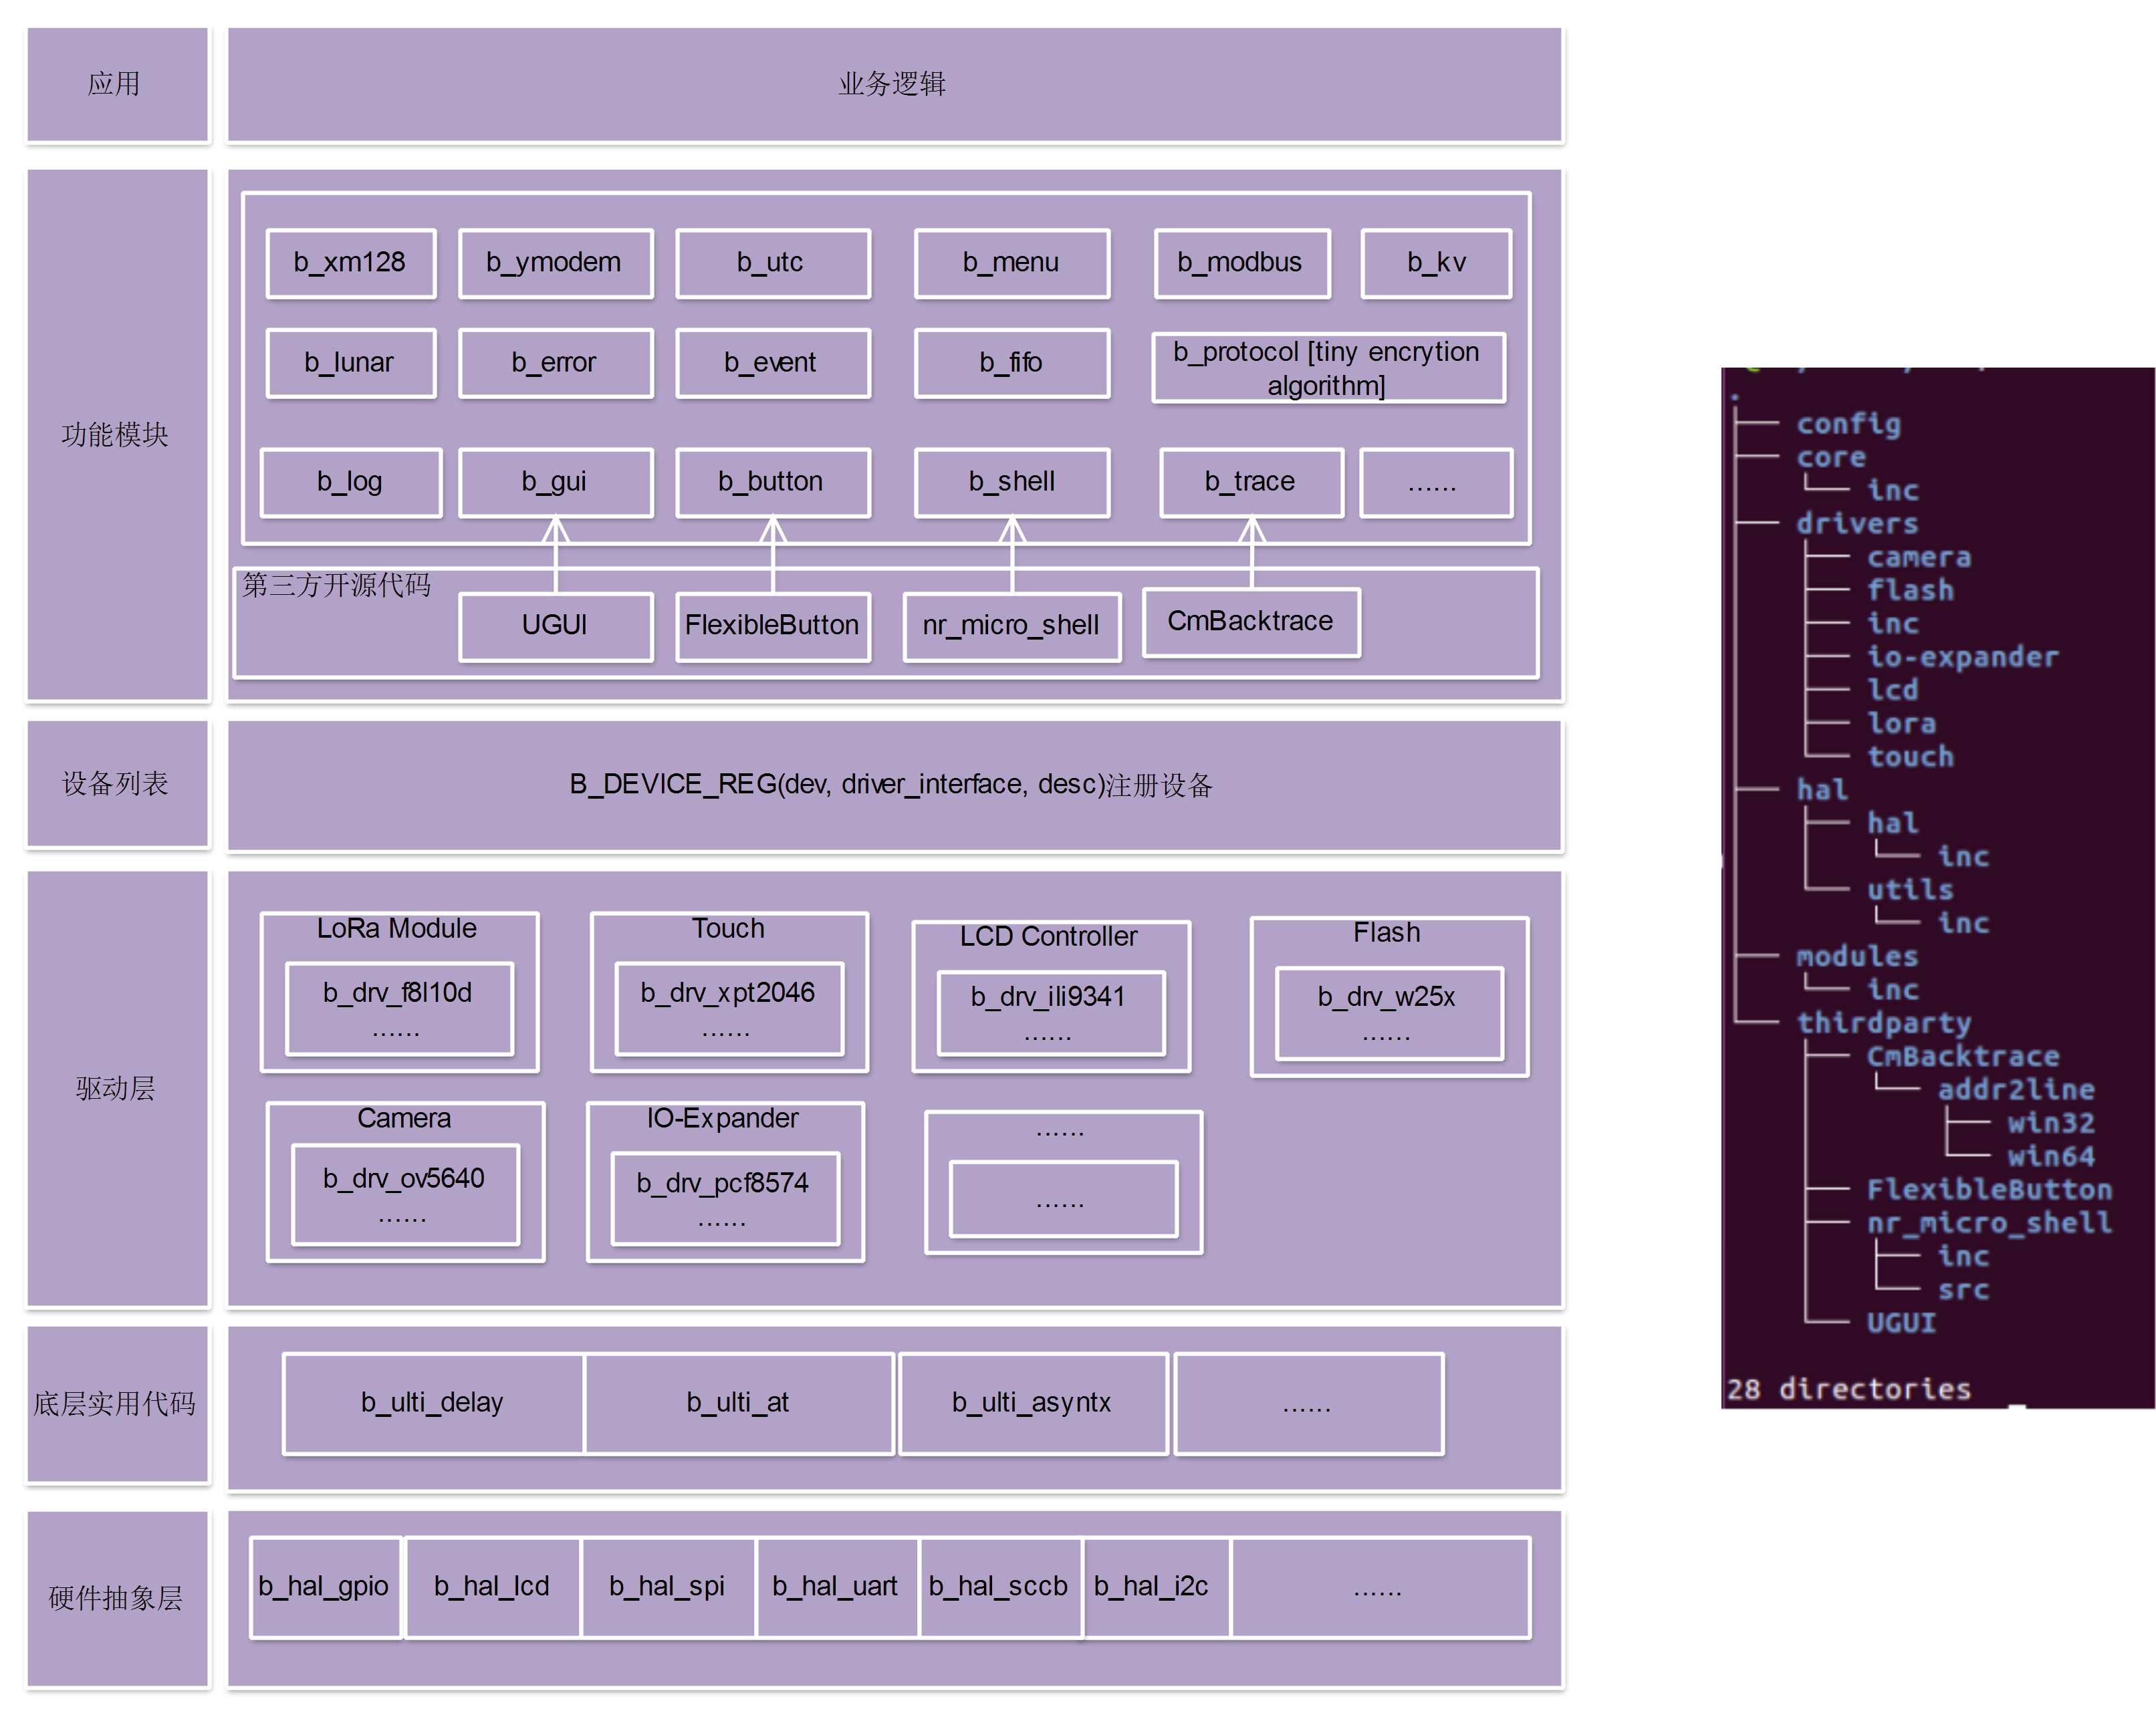 应用
业务逻辑
功能模块
b_xm128
b_ymodem
b_utc
b_menu
b_modbus
b_kv
b_lunar
b_error
b_event
b_fifo
b_protocol [tiny encrytion
algorithm]
b_log
b_gui
b_button
b_shell
b_trace
......
第三方开源代码
UGUI
FlexibleButton
nr_micro_shell
CmBacktrace
设备列表
B_DEVICE_REG(dev, driver_interface, desc)注册设备
驱动层
LoRa Module
b_drv_f8l10d
......
Touch
b_drv_xpt2046
......
LCD Controller
b_drv_ili9341
......
Flash
b_drv_w25x
......
Camera
b_drv_ov5640
......
IO-Expander
b_drv_pcf8574
......
......
......
底层实用代码
b_ulti_delay
b_ulti_at
b_ulti_asyntx
......
硬件抽象层
b_hal_gpio
b_hal_lcd
b_hal_spi
b_hal_uart
b_hal_sccb
b_hal_i2c
......
.
├── config
├── core
│   └── inc
├── drivers
│   ├── camera
│   ├── flash
│   ├── inc
│   ├── io-expander
│   ├── lcd
│   ├── lora
│   └── touch
├── hal
│   ├── hal
│   │   └── inc
│   └── utils
│       └── inc
├── modules
│   └── inc
└── thirdparty
    ├── CmBacktrace
    │   └── addr2line
    │       ├── win32
    │       └── win64
    ├── FlexibleButton
    ├── nr_micro_shell
    │   ├── inc
    │   └── src
    └── UGUI
28 directories